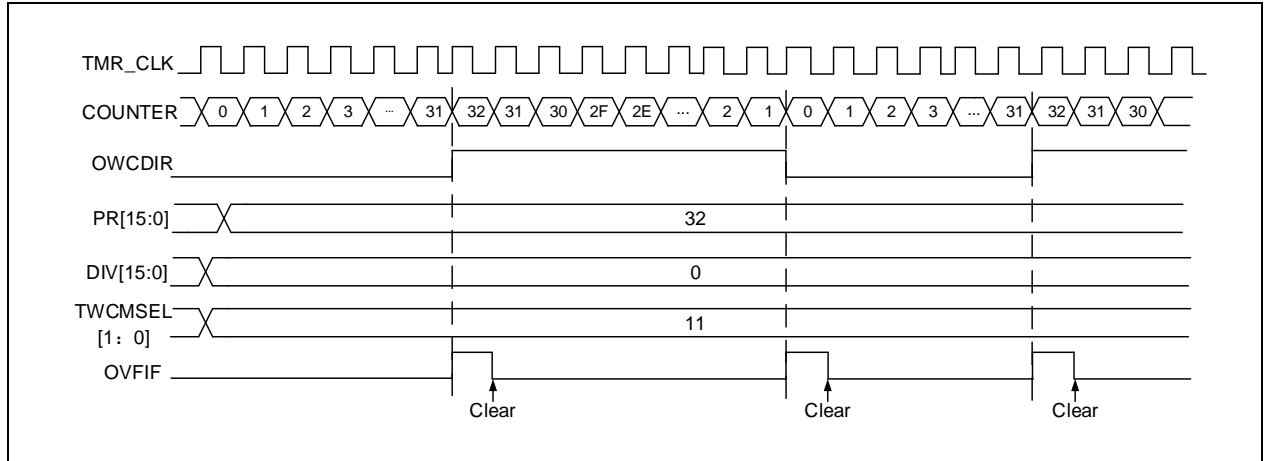 TMR_CLK
COUNTER 0 1 2 3 ... 31 32 31 30 2F 2E ... 2 1 0 1 2 3 ... 31 32 31 30
OWCDIR
PR[15:0] 32
DIV[15:0] 0
TWCMSEL
[1：0] 11
OVFIF
Clear Clear Clear